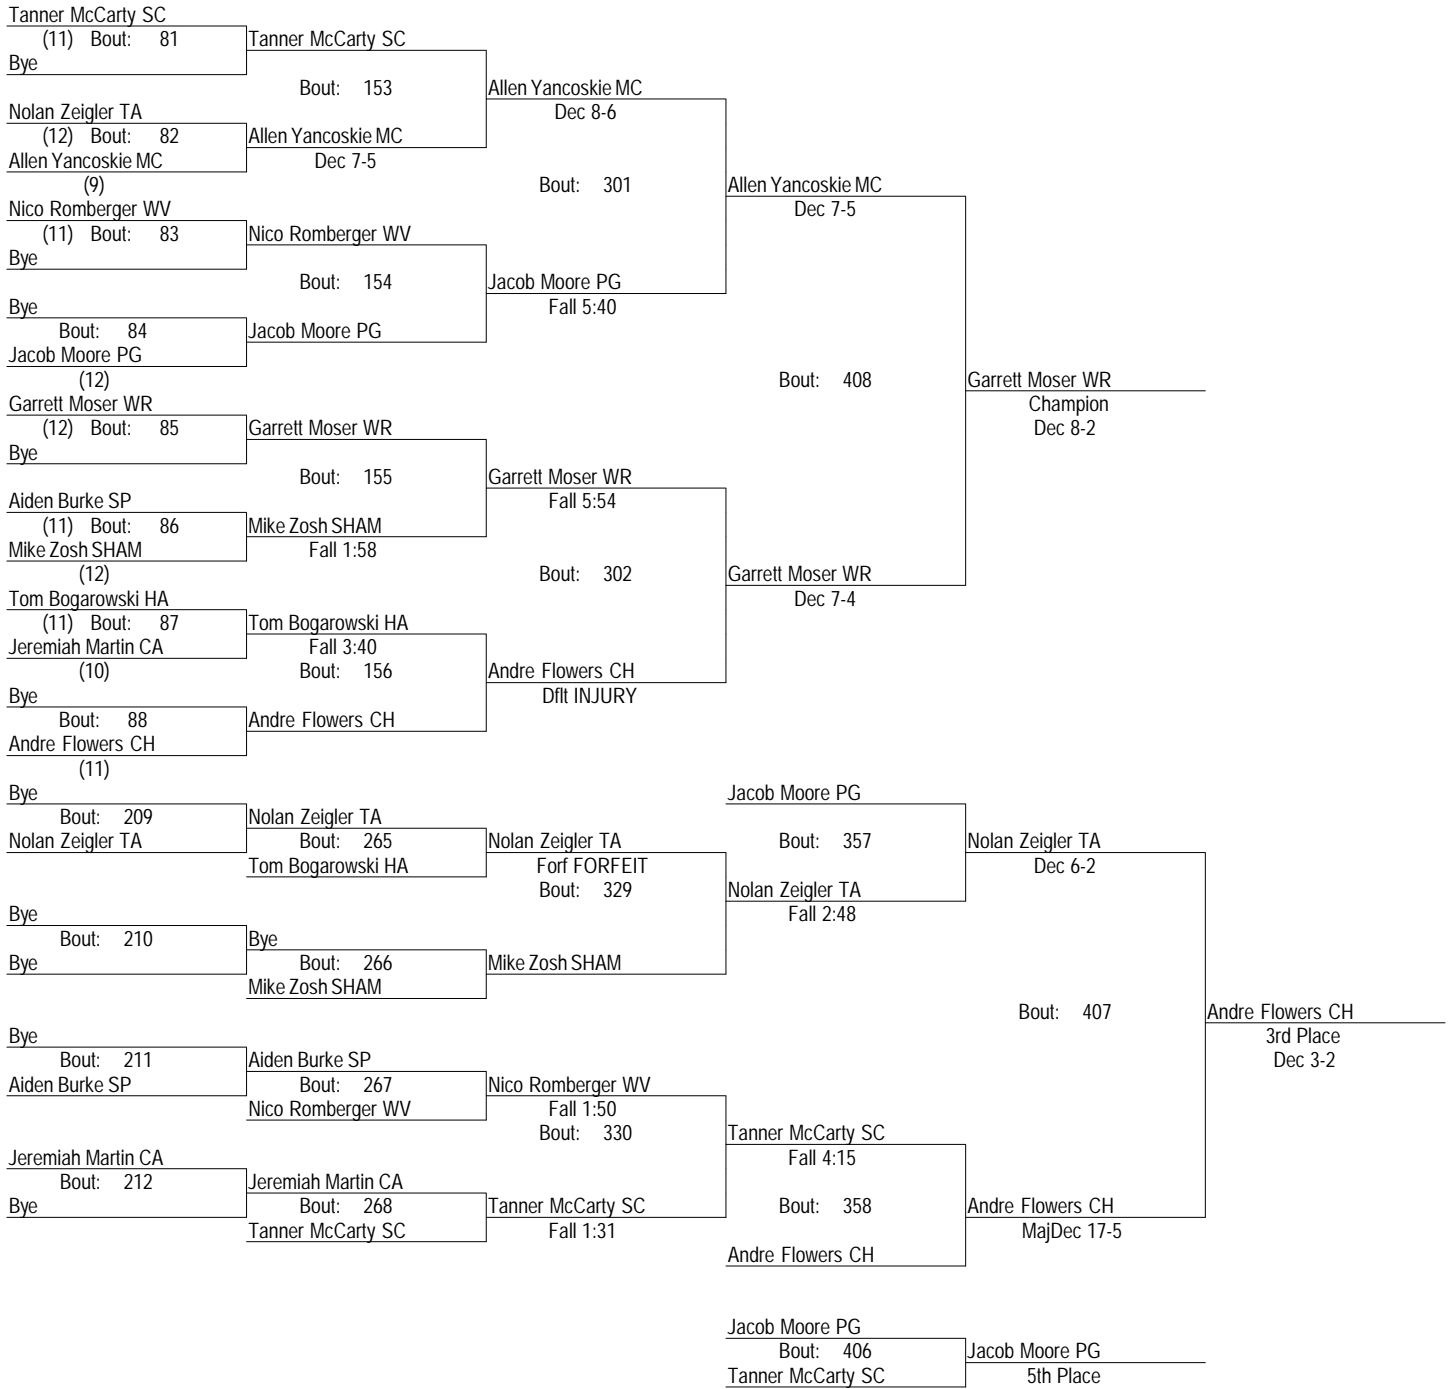 Tanner McCarty SC
(11) Bout: 81
Tanner McCarty SC
Bye
Bout: 153
Allen Yancoskie MC
Nolan Zeigler TA
Dec 8-6
(12) Bout: 82
Allen Yancoskie MC
Allen Yancoskie MC
Dec 7-5
(9)
Bout: 301
Allen Yancoskie MC
Nico Romberger WV
Dec 7-5
(11) Bout: 83
Nico Romberger WV
Bye
Bout: 154
Jacob Moore PG
Bye
Fall 5:40
Bout: 84
Jacob Moore PG
Jacob Moore PG
(12)
Bout: 408
Garrett Moser WR
Garrett Moser WR
Champion
(12) Bout: 85
Garrett Moser WR
Dec 8-2
Bye
Bout: 155
Garrett Moser WR
Aiden Burke SP
Fall 5:54
(11) Bout: 86
Mike Zosh SHAM
Mike Zosh SHAM
Fall 1:58
(12)
Bout: 302
Garrett Moser WR
Tom Bogarowski HA
Dec 7-4
(11) Bout: 87
Tom Bogarowski HA
Jeremiah Martin CA
Fall 3:40
(10)
Bout: 156
Andre Flowers CH
Bye
Dflt INJURY
Bout: 88
Andre Flowers CH
Andre Flowers CH
(11)
Bye
Jacob Moore PG
Bout: 209
Nolan Zeigler TA
Nolan Zeigler TA
Bout: 265
Nolan Zeigler TA
Bout: 357
Nolan Zeigler TA
Tom Bogarowski HA
Forf FORFEIT
Dec 6-2
Bout: 329
Nolan Zeigler TA
Bye
Fall 2:48
Bout: 210
Bye
Bye
Bout: 266
Mike Zosh SHAM
Mike Zosh SHAM
Bout: 407
Andre Flowers CH
Bye
3rd Place
Bout: 211
Aiden Burke SP
Dec 3-2
Aiden Burke SP
Bout: 267
Nico Romberger WV
Nico Romberger WV
Fall 1:50
Bout: 330
Tanner McCarty SC
Jeremiah Martin CA
Fall 4:15
Bout: 212
Jeremiah Martin CA
Bye
Bout: 268
Tanner McCarty SC
Bout: 358
Andre Flowers CH
Tanner McCarty SC
Fall 1:31
MajDec 17-5
Andre Flowers CH
Jacob Moore PG
Bout: 406
Jacob Moore PG
Tanner McCarty SC
5th Place